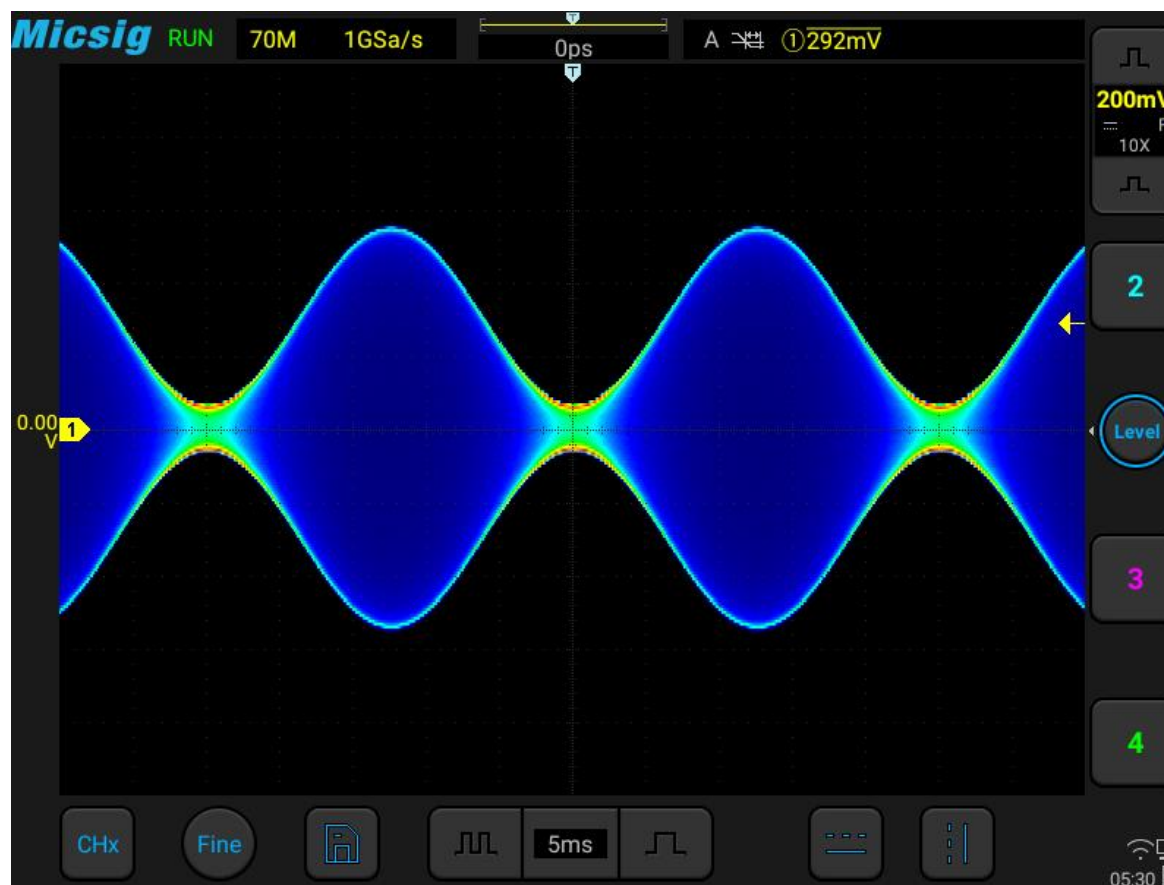 Micsig RUN 70M 1GSa/s T 0ps A ①292mV
T
200mV
10X
2
0.00 V 1
Level
3
4
CHx Fine 5ms
05:30